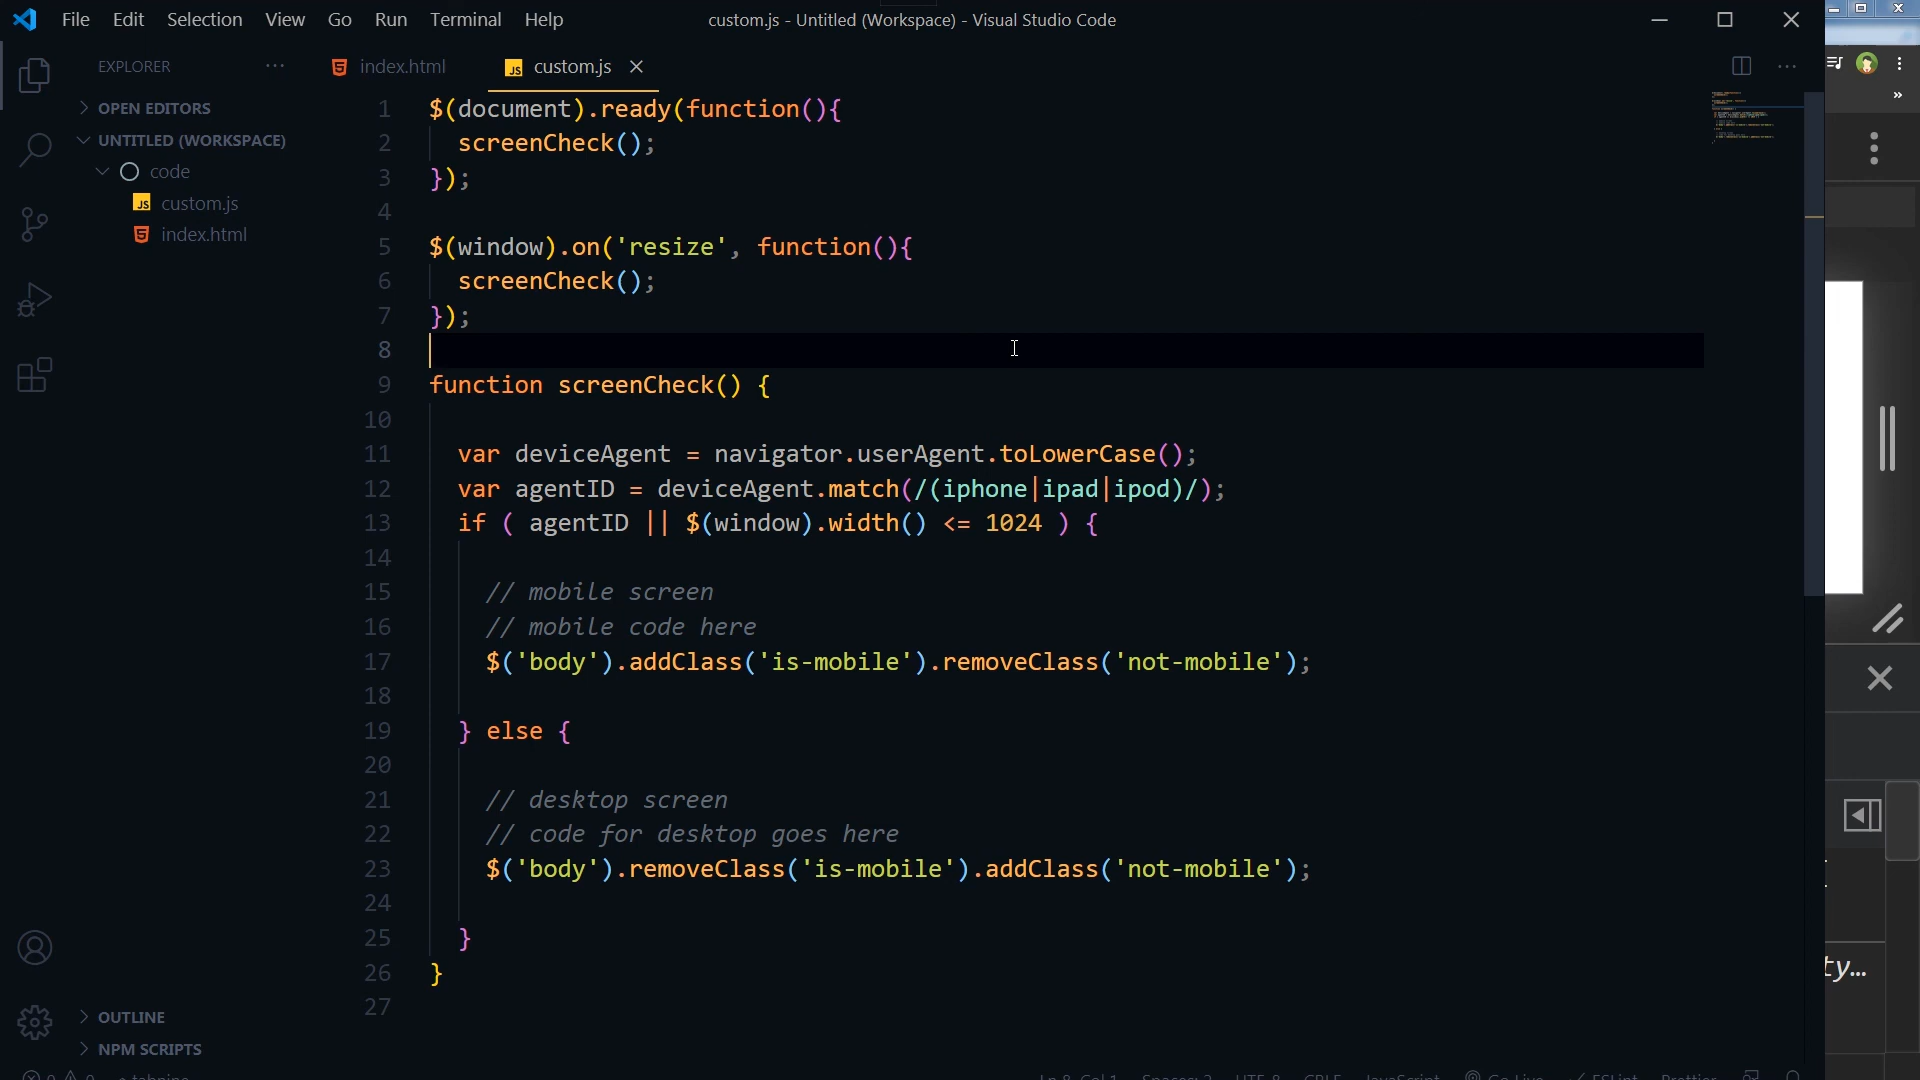 File Edit Selection View Go Run Terminal Help
custom.js - Untitled (Workspace) - Visual Studio Code
EXPLORER
index.html
custom.js
OPEN EDITORS
UNTITLED (WORKSPACE)
code
custom.js
index.html
1 $(document).ready(function(){
2 screenCheck();
3 });
4
5 $(window).on('resize', function(){
6 screenCheck();
7 });
8
9 function screenCheck() {
10
11 var deviceAgent = navigator.userAgent.toLowerCase();
12 var agentID = deviceAgent.match(/(iphone|ipad|ipod)/);
13 if ( agentID || $(window).width() <= 1024 ) {
14
15 // mobile screen
16 // mobile code here
17 $('body').addClass('is-mobile').removeClass('not-mobile');
18
19 } else {
20
21 // desktop screen
22 // code for desktop goes here
23 $('body').removeClass('is-mobile').addClass('not-mobile');
24
25 }
26 }
27
OUTLINE
NPM SCRIPTS
ty…